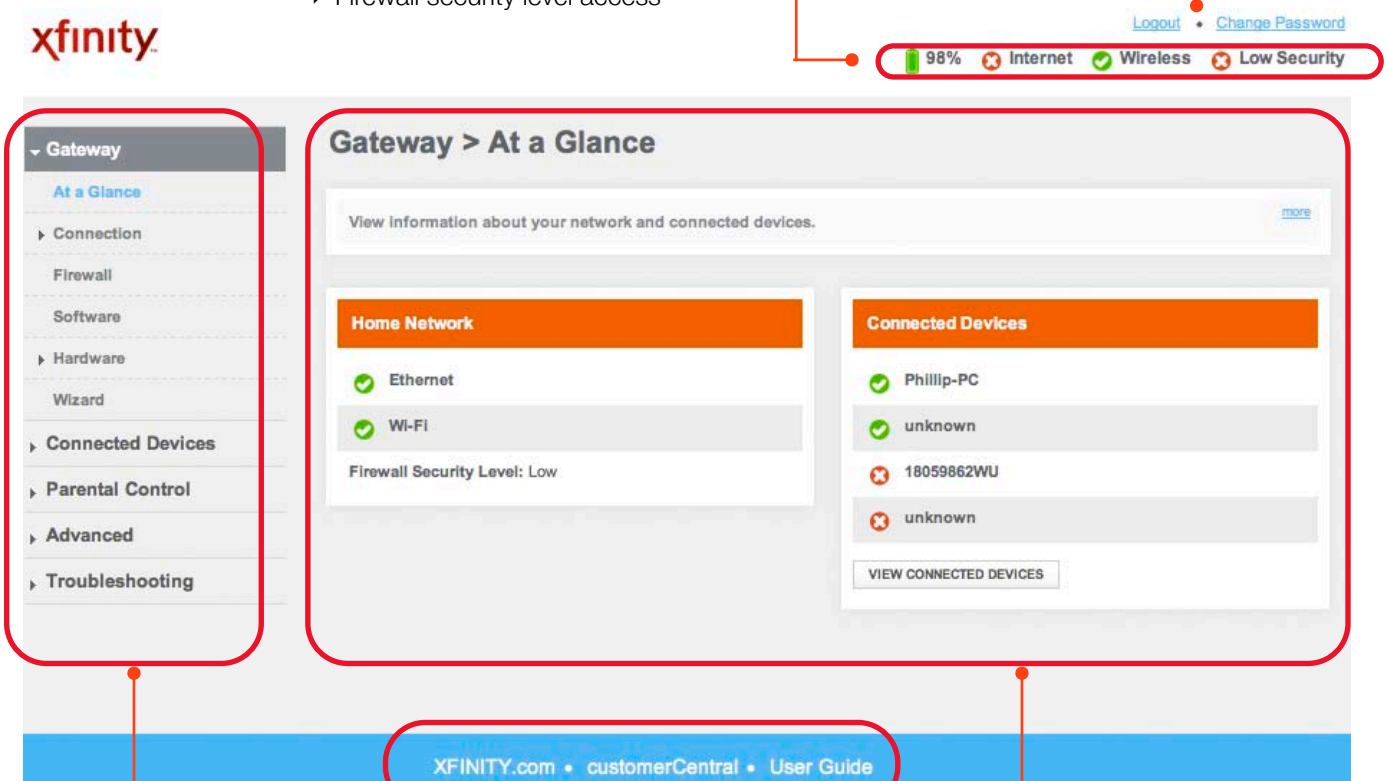 Firewall security level access
xfinity
Logout • Change Password
98% Internet Wireless Low Security
Gateway
At a Glance
Connection
Firewall
Software
Hardware
Wizard
Connected Devices
Parental Control
Advanced
Troubleshooting
Gateway > At a Glance
View information about your network and connected devices.
more
Home Network
Ethernet
Wi-Fi
Firewall Security Level: Low
Connected Devices
Phillip-PC
unknown
18059862WU
unknown
VIEW CONNECTED DEVICES
XFINITY.com • customerCentral • User Guide